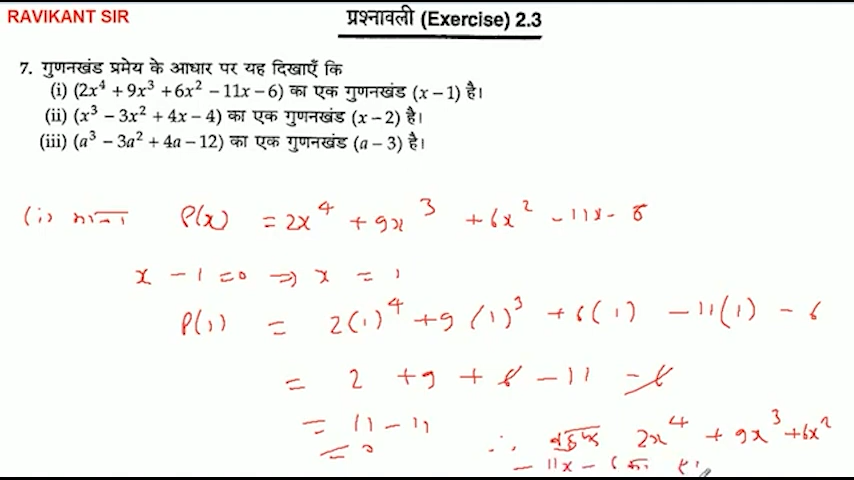 RAVIKANT SIR
प्रश्नावली (Exercise) 2.3
7. गुणनखंड प्रमेय के आधार पर यह दिखाएँ कि
(i) (2x⁴ + 9x³ + 6x² – 11x – 6) का एक गुणनखंड (x – 1) है।
(ii) (x³ – 3x² + 4x – 4) का एक गुणनखंड (x – 2) है।
(iii) (a³ – 3a² + 4a – 12) का एक गुणनखंड (a – 3) है।
(i) माना P(x) = 2x⁴ + 9x³ + 6x² – 11x – 6
x – 1 = 0 ⇒ x = 1
P(1) = 2(1)⁴ + 9(1)³ + 6(1) – 11(1) – 6
= 2 + 9 + 6 – 11 – 6
= 11 – 11
= 0
∴ बहुपद 2x⁴ + 9x³ + 6x²
– 11x – 6 का